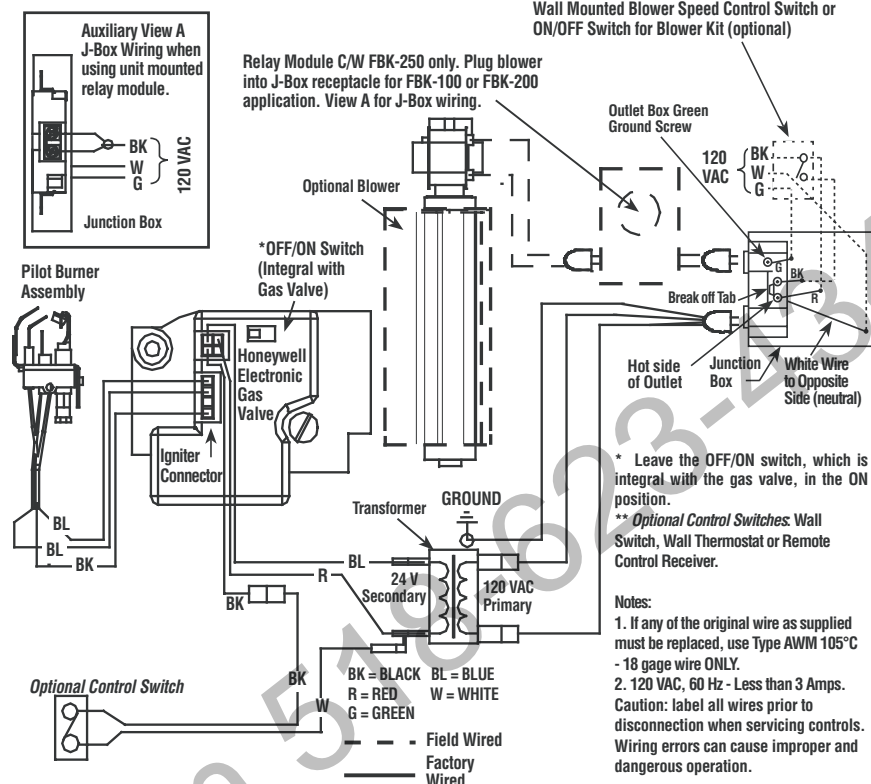 Wall Mounted Blower Speed Control Switch or
ON/OFF Switch for Blower Kit (optional)
Auxiliary View A
J-Box Wiring when
using unit mounted
relay module.
BK
W
G
120 VAC
Junction Box
Relay Module C/W FBK-250 only. Plug blower
into J-Box receptacle for FBK-100 or FBK-200
application. View A for J-Box wiring.
Outlet Box Green
Ground Screw
120
VAC
BK
W
G
Optional Blower
*OFF/ON Switch
(Integral with
Gas Valve)
Pilot Burner
Assembly
Honeywell
Electronic
Gas
Valve
Igniter
Connector
G
BK
R
Break off Tab
Hot side
of Outlet
Junction
Box
White Wire
to Opposite
Side (neutral)
BL
BL
BK
Transformer
GROUND
BL
R
BK
24 V
Secondary
120 VAC
Primary
* Leave the OFF/ON switch, which is
integral with the gas valve, in the ON
position.
** Optional Control Switches: Wall
Switch, Wall Thermostat or Remote
Control Receiver.
Notes:
1. If any of the original wire as supplied
must be replaced, use Type AWM 105°C
- 18 gage wire ONLY.
2. 120 VAC, 60 Hz - Less than 3 Amps.
Caution: label all wires prior to
disconnection when servicing controls.
Wiring errors can cause improper and
dangerous operation.
Optional Control Switch
BK
W
BK = BLACK BL = BLUE
R = RED W = WHITE
G = GREEN
Field Wired
Factory
Wired
518-623-43